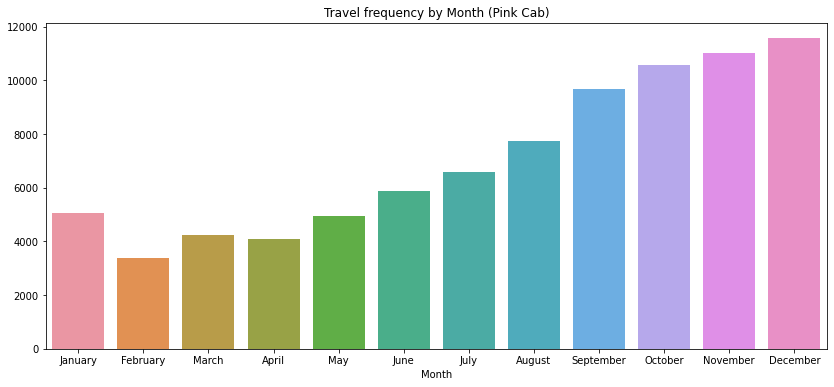 Travel frequency by Month (Pink Cab)
12000
10000
8000
6000
4000
2000
0
January February March April May June July August September October November December
Month